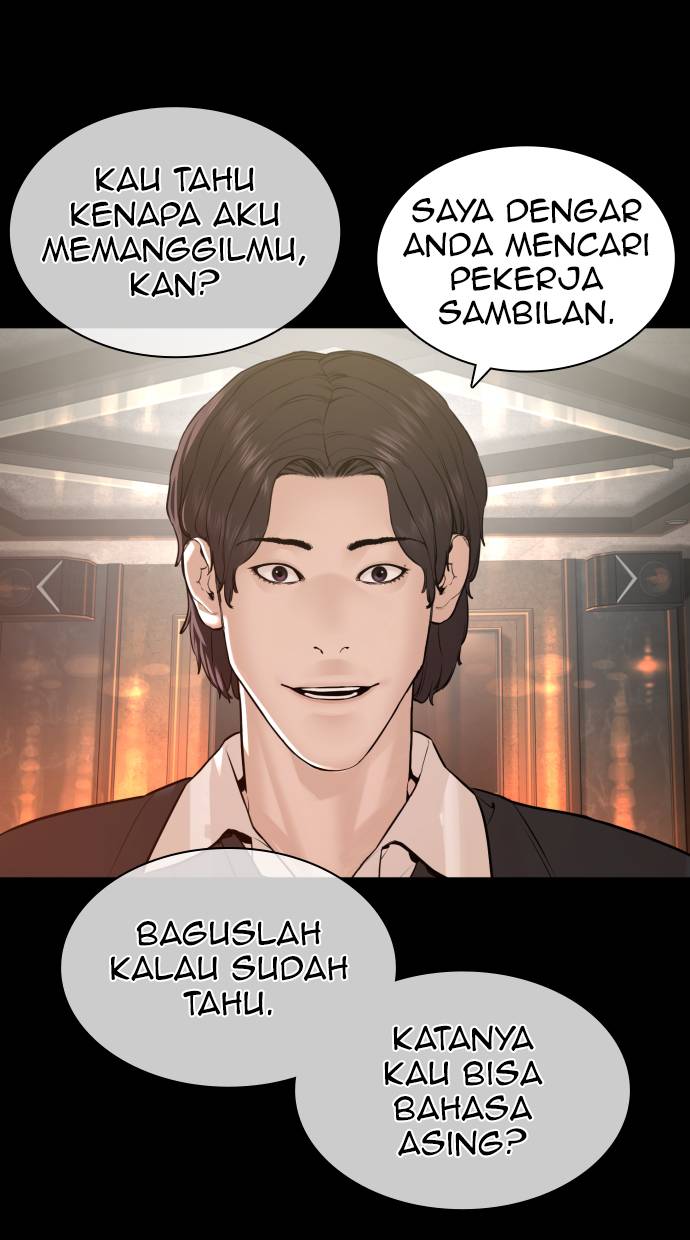 KAU TAHU
KENAPA AKU
MEMANGGILMU,
KAN?
SAYA DENGAR
ANDA MENCARI
PEKERJA
SAMBILAN.
BAGUSLAH
KALAU SUDAH
TAHU.
KATANYA
KAU BISA
BAHASA
ASING?